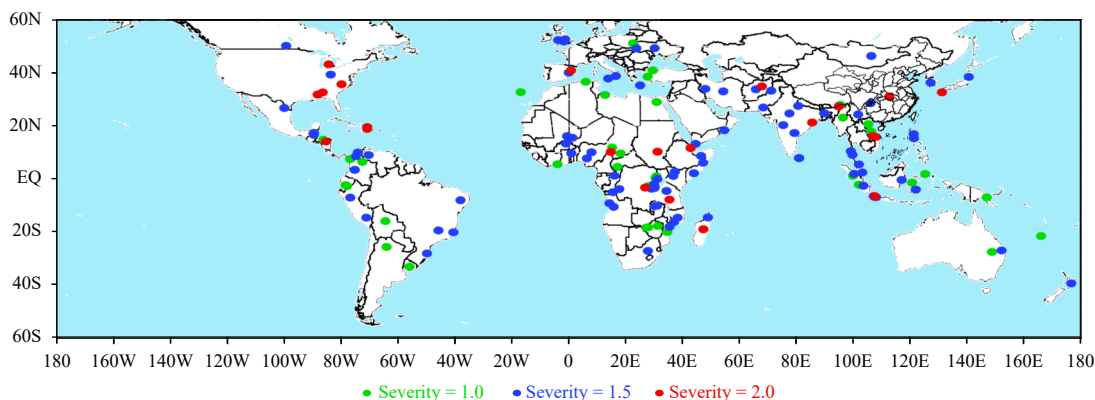 60N
40N
20N
EQ
20S
40S
60S
180 160W 140W 120W 100W 80W 60W 40W 20W 0 20E 40E 60E 80E 100E 120E 140E 160E 180
Severity = 1.0 Severity = 1.5 Severity = 2.0